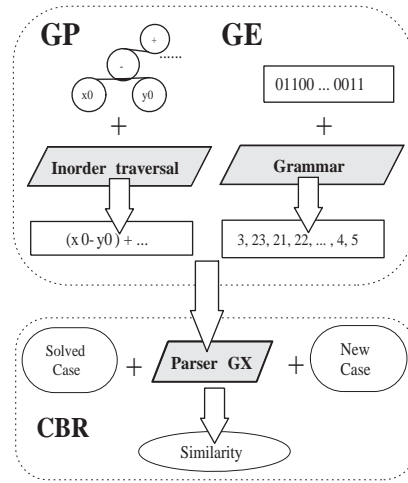 GP GE
+
-
......
x0 y0
01100 ... 0011
+ +
Inorder traversal Grammar
(x0-y0) + ... 3, 23, 21, 22, ... , 4, 5
Solved New
Case + Parser GX + Case
CBR
Similarity